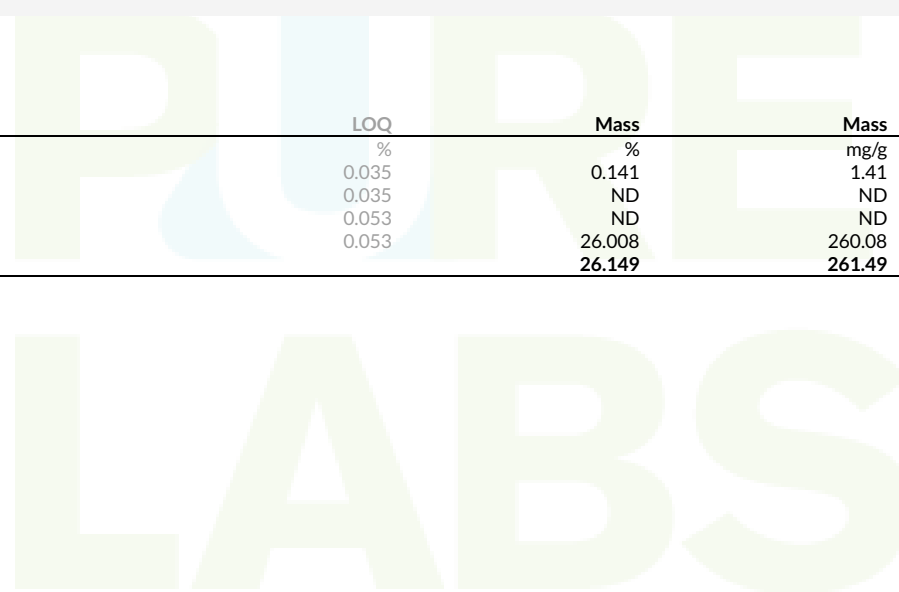 PURE
LOQ Mass Mass
% % mg/g
0.035 0.141 1.41
0.035 ND ND
0.053 ND ND
0.053 26.008 260.08
26.149 261.49
LABS